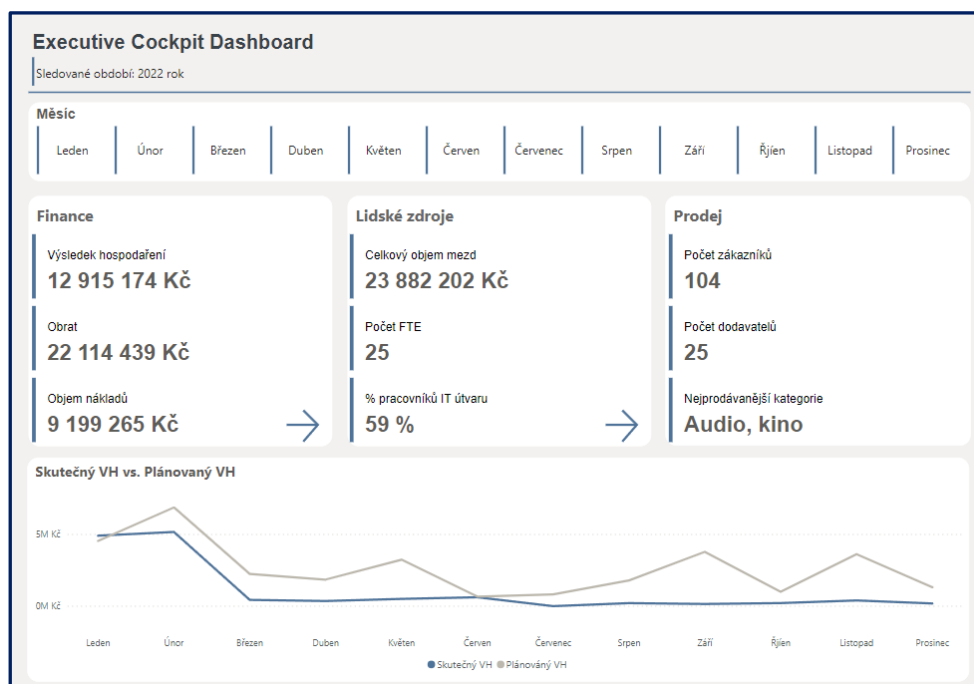 Executive Cockpit Dashboard
Sledované období: 2022 rok
Měsíc
Leden Únor Březen Duben Květen Červen Červenec Srpen Září Řjíen Listopad Prosinec
Finance
Výsledek hospodaření
12 915 174 Kč
Obrat
22 114 439 Kč
Objem nákladů
9 199 265 Kč
Lidské zdroje
Celkový objem mezd
23 882 202 Kč
Počet FTE
25
% pracovníků IT útvaru
59 %
Prodej
Počet zákazníků
104
Počet dodavatelů
25
Nejprodávanější kategorie
Audio, kino
Skutečný VH vs. Plánovaný VH
5M Kč
0M Kč
Leden Únor Březen Duben Květen Červen Červenec Srpen Září Řjíen Listopad Prosinec
Skutečný VH Plánováný VH